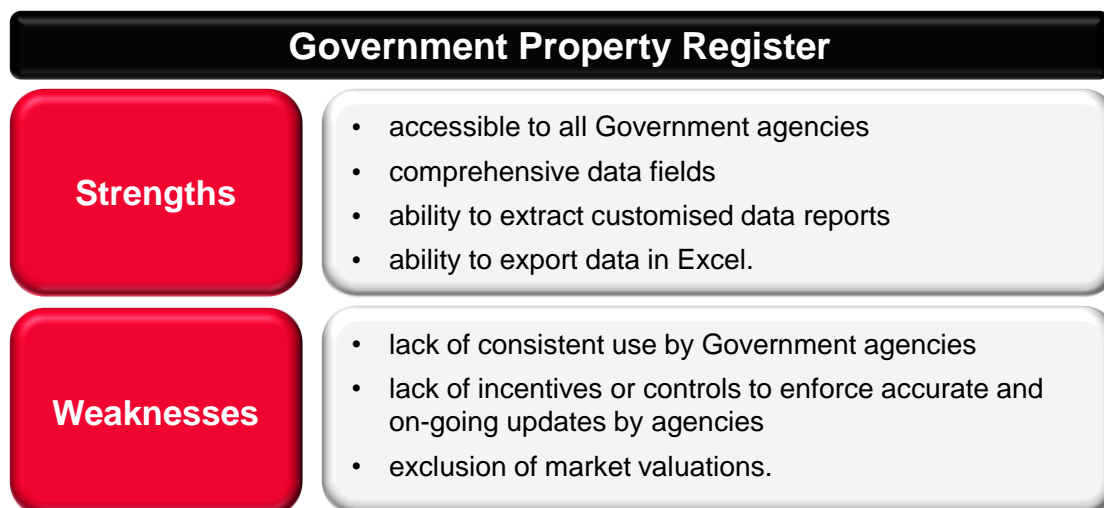 Government Property Register
Strengths
• accessible to all Government agencies
• comprehensive data fields
• ability to extract customised data reports
• ability to export data in Excel.
Weaknesses
• lack of consistent use by Government agencies
• lack of incentives or controls to enforce accurate and
on-going updates by agencies
• exclusion of market valuations.